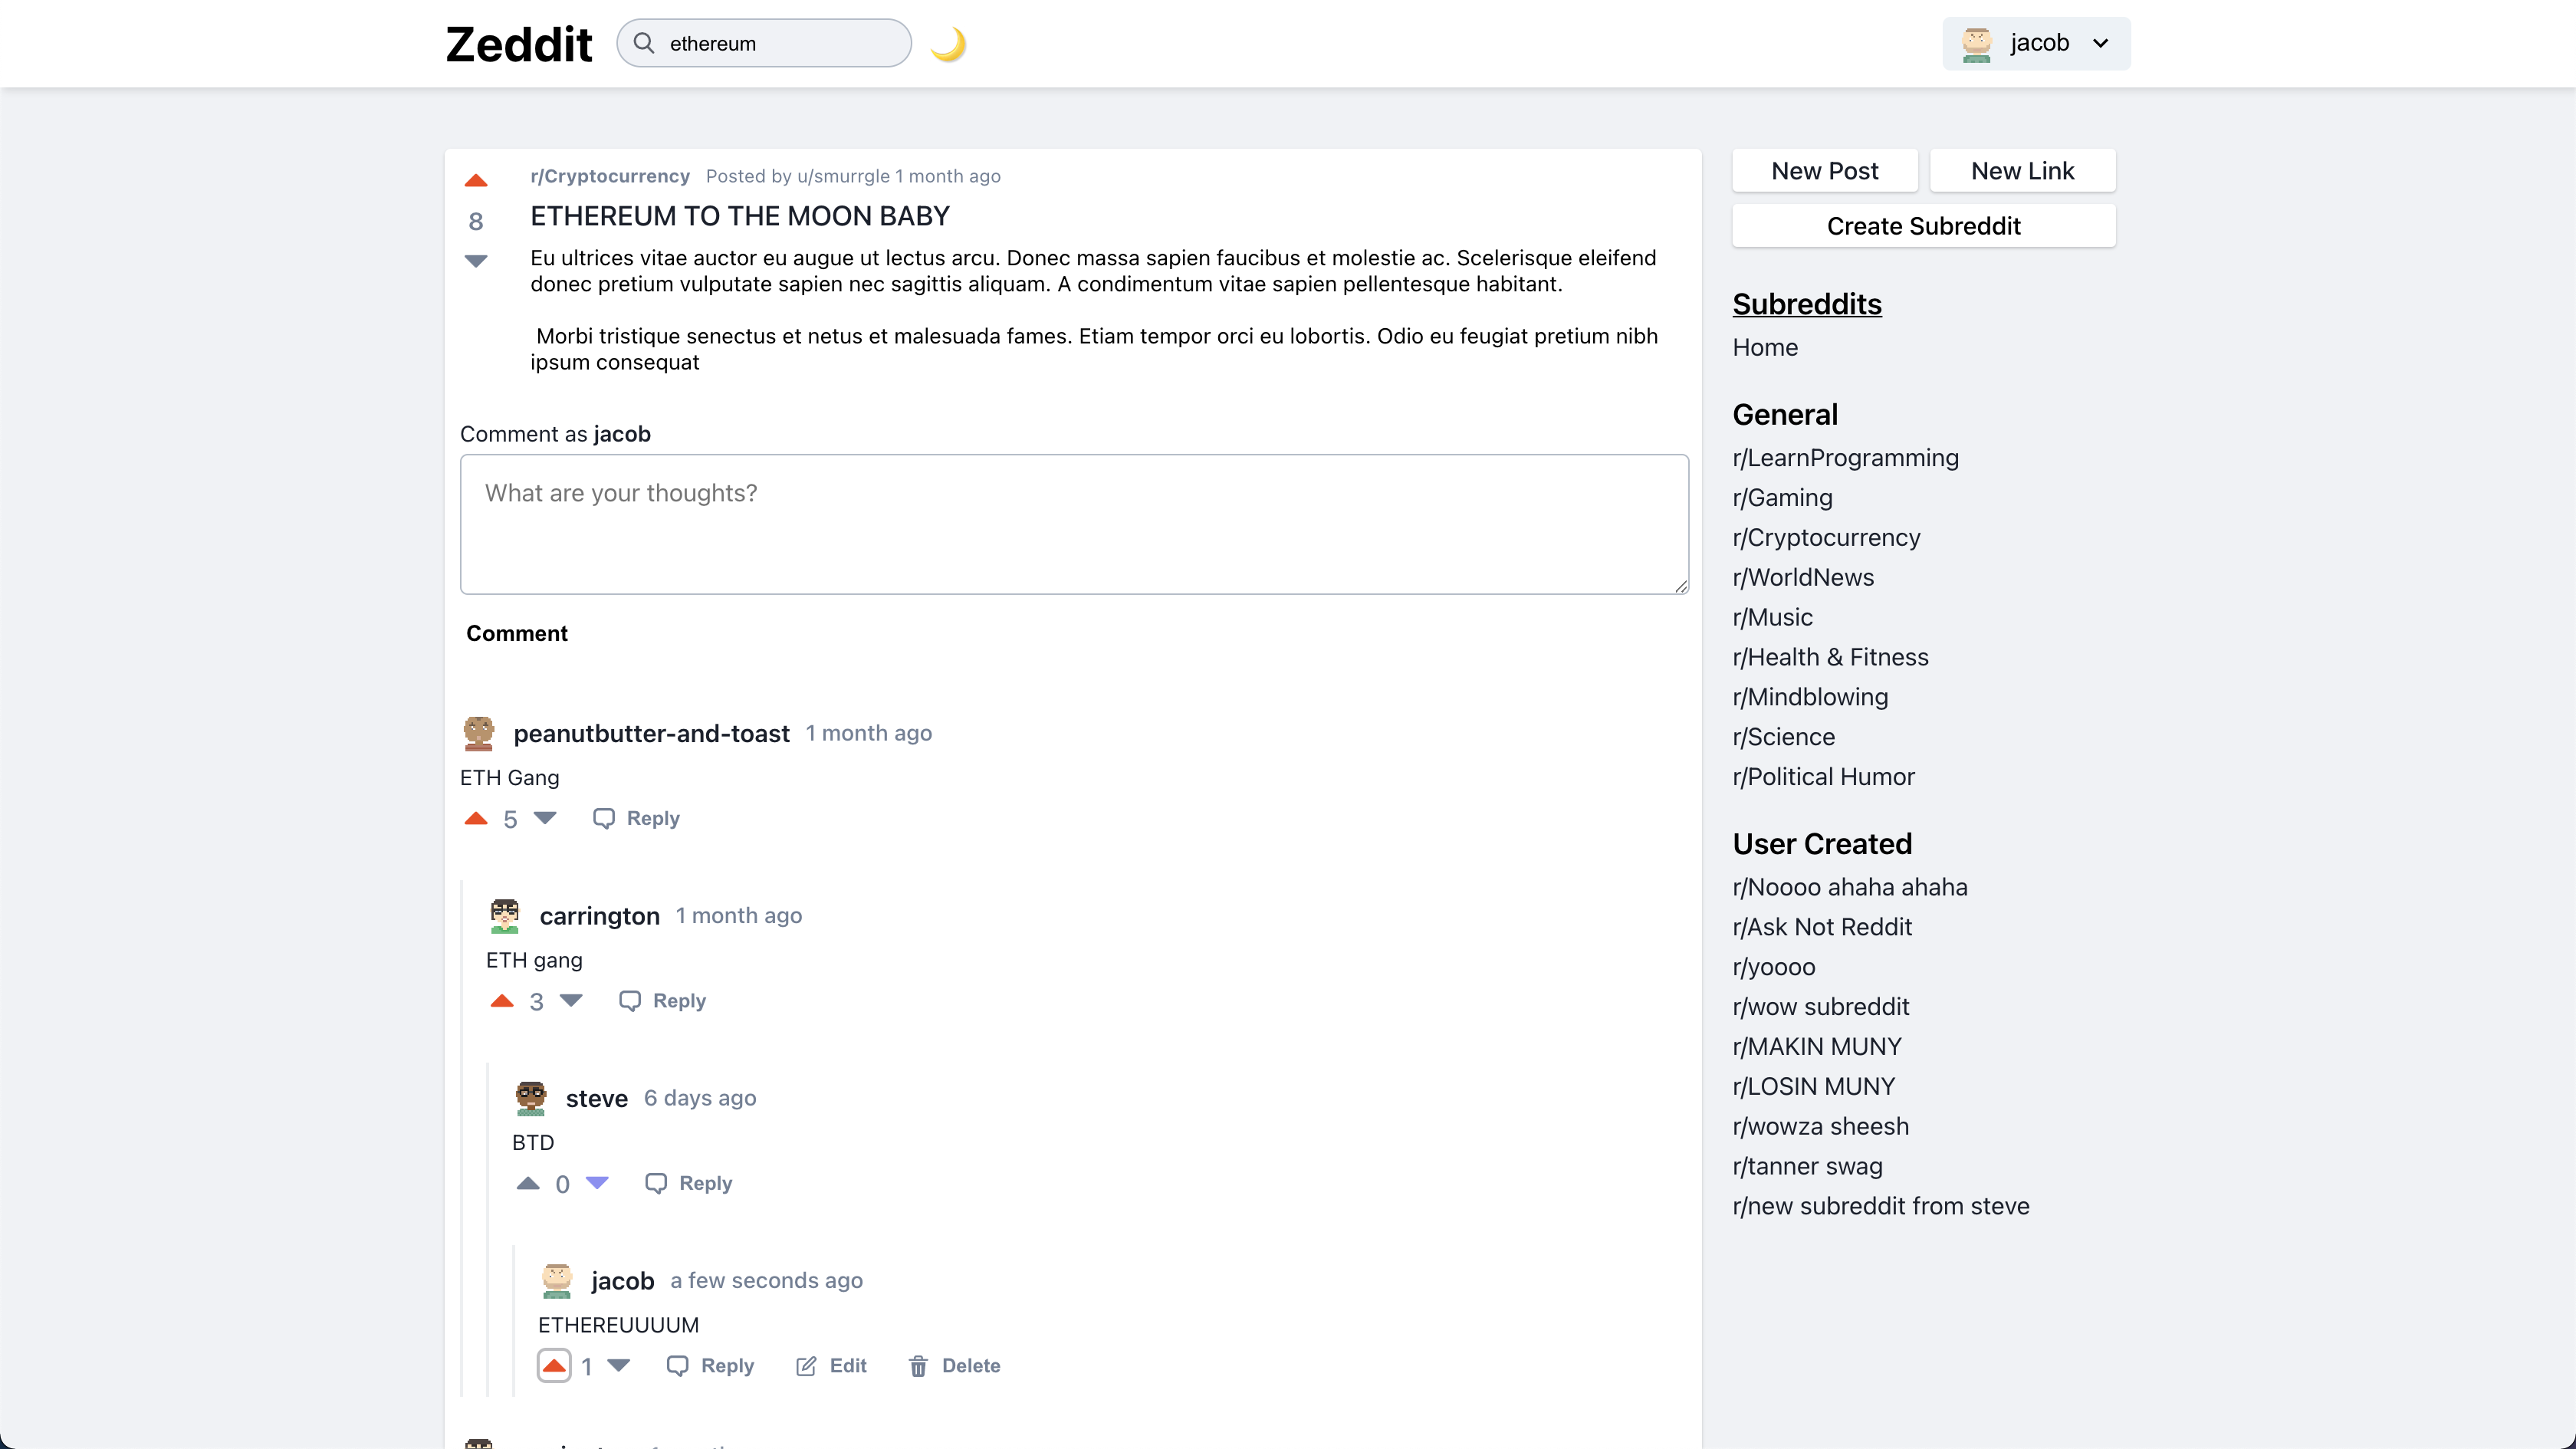 Zeddit
ethereum
jacob
r/Cryptocurrency Posted by u/smurrgle 1 month ago
8
ETHEREUM TO THE MOON BABY
Eu ultrices vitae auctor eu augue ut lectus arcu. Donec massa sapien faucibus et molestie ac. Scelerisque eleifend
donec pretium vulputate sapien nec sagittis aliquam. A condimentum vitae sapien pellentesque habitant.
Morbi tristique senectus et netus et malesuada fames. Etiam tempor orci eu lobortis. Odio eu feugiat pretium nibh
ipsum consequat
Comment as jacob
What are your thoughts?
Comment
peanutbutter-and-toast 1 month ago
ETH Gang
5 Reply
carrington 1 month ago
ETH gang
3 Reply
steve 6 days ago
BTD
0 Reply
jacob a few seconds ago
ETHEREUUUUM
1 Reply Edit Delete
New Post New Link
Create Subreddit
Subreddits
Home
General
r/LearnProgramming
r/Gaming
r/Cryptocurrency
r/WorldNews
r/Music
r/Health & Fitness
r/Mindblowing
r/Science
r/Political Humor
User Created
r/Noooo ahaha ahaha
r/Ask Not Reddit
r/yoooo
r/wow subreddit
r/MAKIN MUNY
r/LOSIN MUNY
r/wowza sheesh
r/tanner swag
r/new subreddit from steve